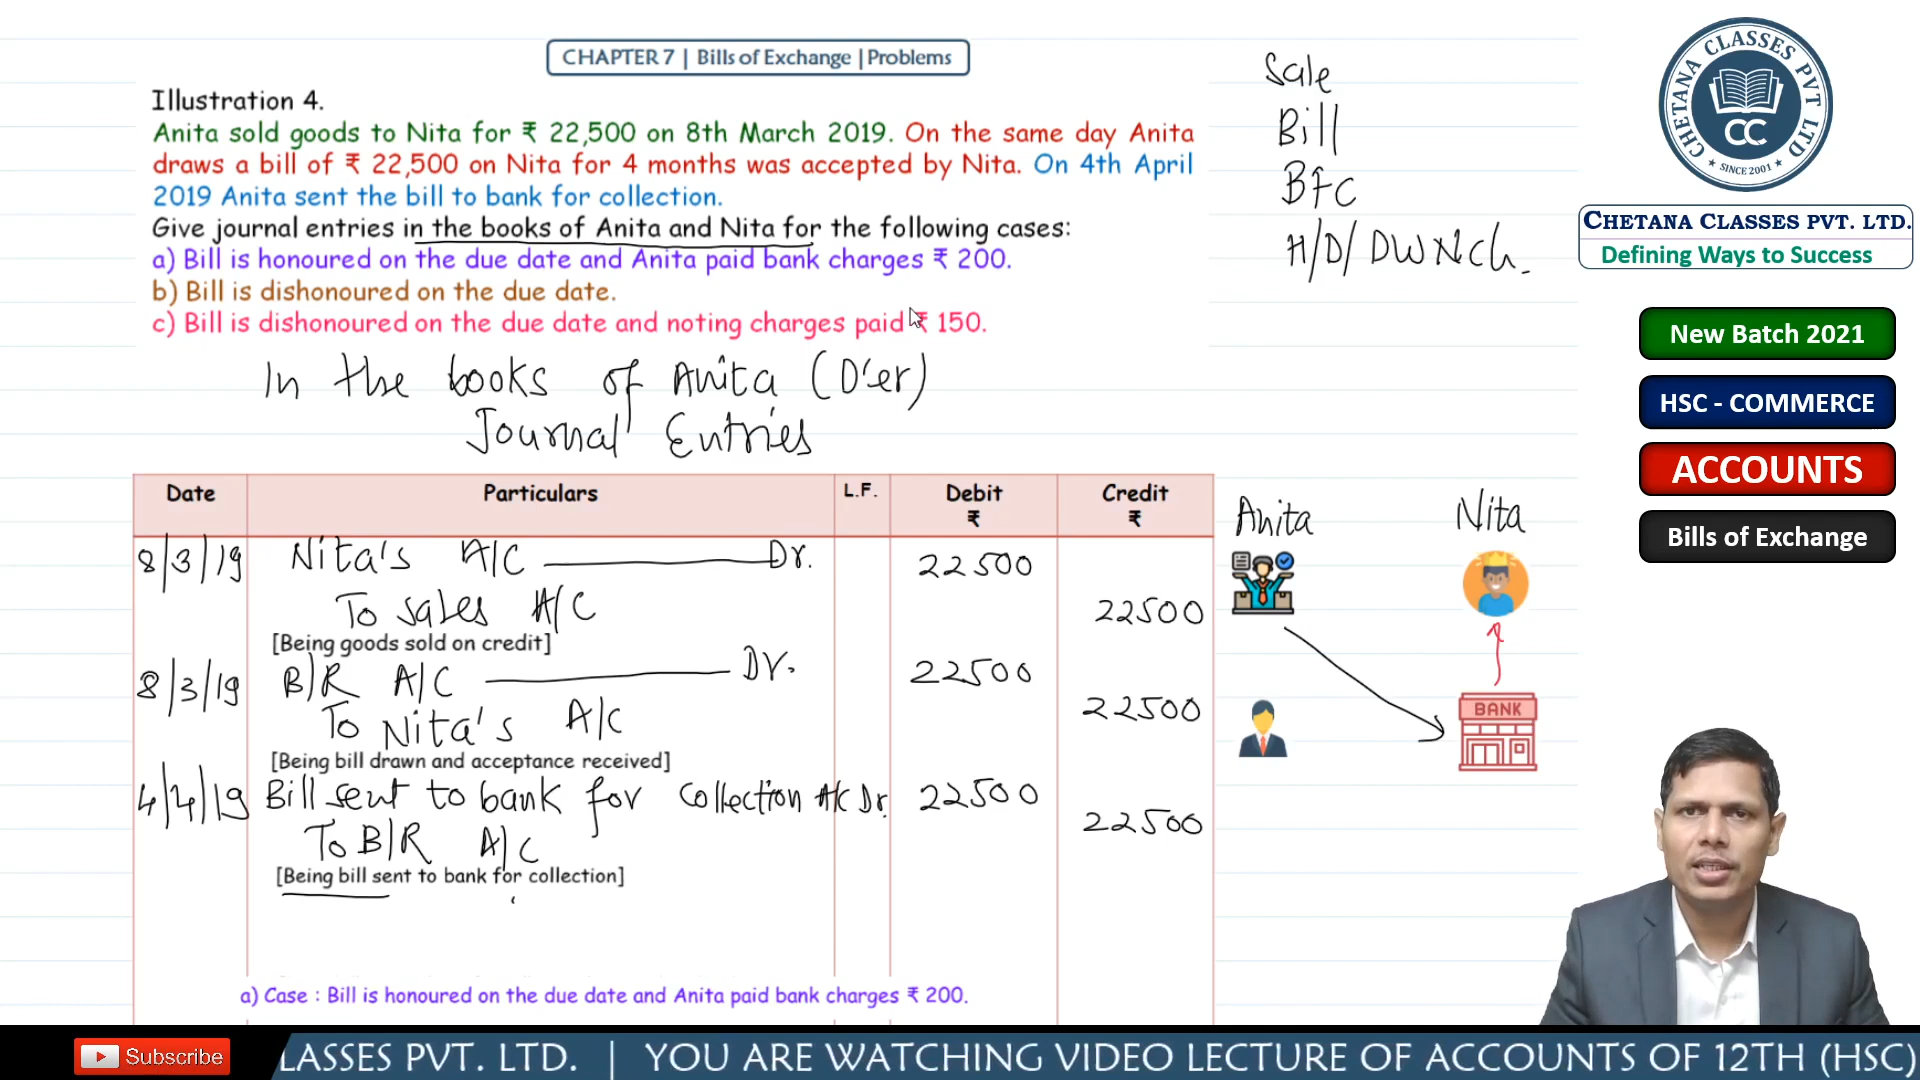 CHAPTER 7 | Bills of Exchange | Problems
Illustration 4.
Anita sold goods to Nita for ₹ 22,500 on 8th March 2019. On the same day Anita
draws a bill of ₹ 22,500 on Nita for 4 months was accepted by Nita. On 4th April
2019 Anita sent the bill to bank for collection.
Give journal entries in the books of Anita and Nita for the following cases:
a) Bill is honoured on the due date and Anita paid bank charges ₹ 200.
b) Bill is dishonoured on the due date.
c) Bill is dishonoured on the due date and noting charges paid ₹ 150.
Sale
Bill
BFC
H/D/ DWNch.
In the books of Anita (D'er)
Journal Entries
Date Particulars L.F. Debit ₹ Credit ₹
8/3/19 Nita's A/C Dr. 22500
To Sales A/C 22500
[Being goods sold on credit]
8/3/19 B/R A/C Dr. 22500
To Nita's A/C 22500
[Being bill drawn and acceptance received]
4/4/19 Bill sent to bank for Collection A/C Dr. 22500
To B/R A/C 22500
[Being bill sent to bank for collection]
a) Case : Bill is honoured on the due date and Anita paid bank charges ₹ 200.
Anita Nita
BANK
CHETANA CLASSES PVT LTD
CC
SINCE 2001
CHETANA CLASSES PVT. LTD.
Defining Ways to Success
New Batch 2021
HSC - COMMERCE
ACCOUNTS
Bills of Exchange
Subscribe
LASSES PVT. LTD. | YOU ARE WATCHING VIDEO LECTURE OF ACCOUNTS OF 12TH (HSC)